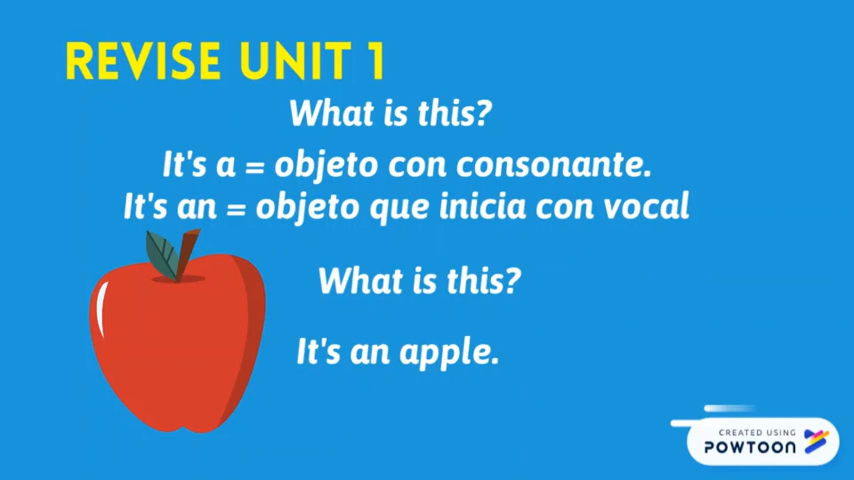 REVISE UNIT 1
What is this?
It's a = objeto con consonante.
It's an = objeto que inicia con vocal
What is this?
It's an apple.
CREATED USING
POWTOON